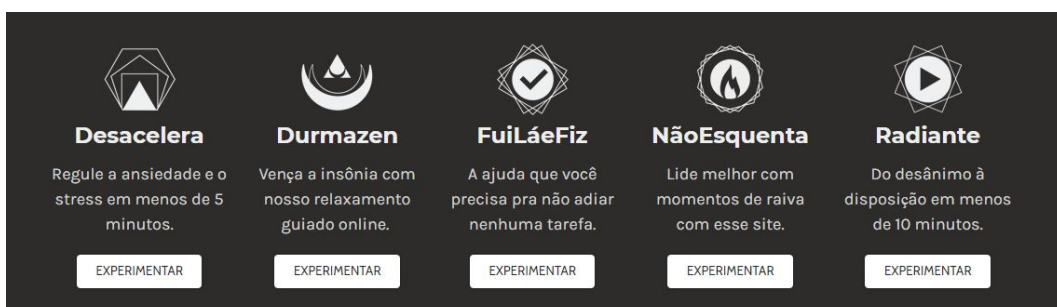 Desacelera
Regule a ansiedade e o
stress em menos de 5
minutos.
EXPERIMENTAR
Durmazen
Vença a insônia com
nosso relaxamento
guiado online.
EXPERIMENTAR
FuiLáeFiz
A ajuda que você
precisa pra não adiar
nenhuma tarefa.
EXPERIMENTAR
NãoEsquenta
Lide melhor com
momentos de raiva
com esse site.
EXPERIMENTAR
Radiante
Do desânimo à
disposição em menos
de 10 minutos.
EXPERIMENTAR